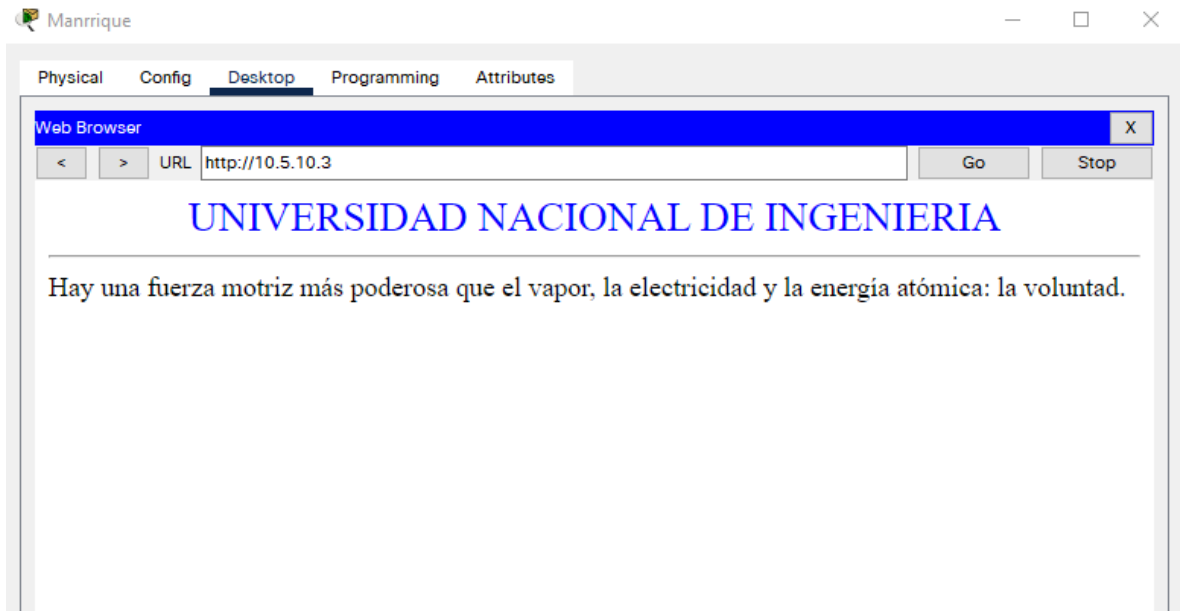 Manrrique
Physical Config Desktop Programming Attributes
Web Browser X
< > URL http://10.5.10.3 Go Stop
UNIVERSIDAD NACIONAL DE INGENIERIA
Hay una fuerza motriz más poderosa que el vapor, la electricidad y la energía atómica: la voluntad.